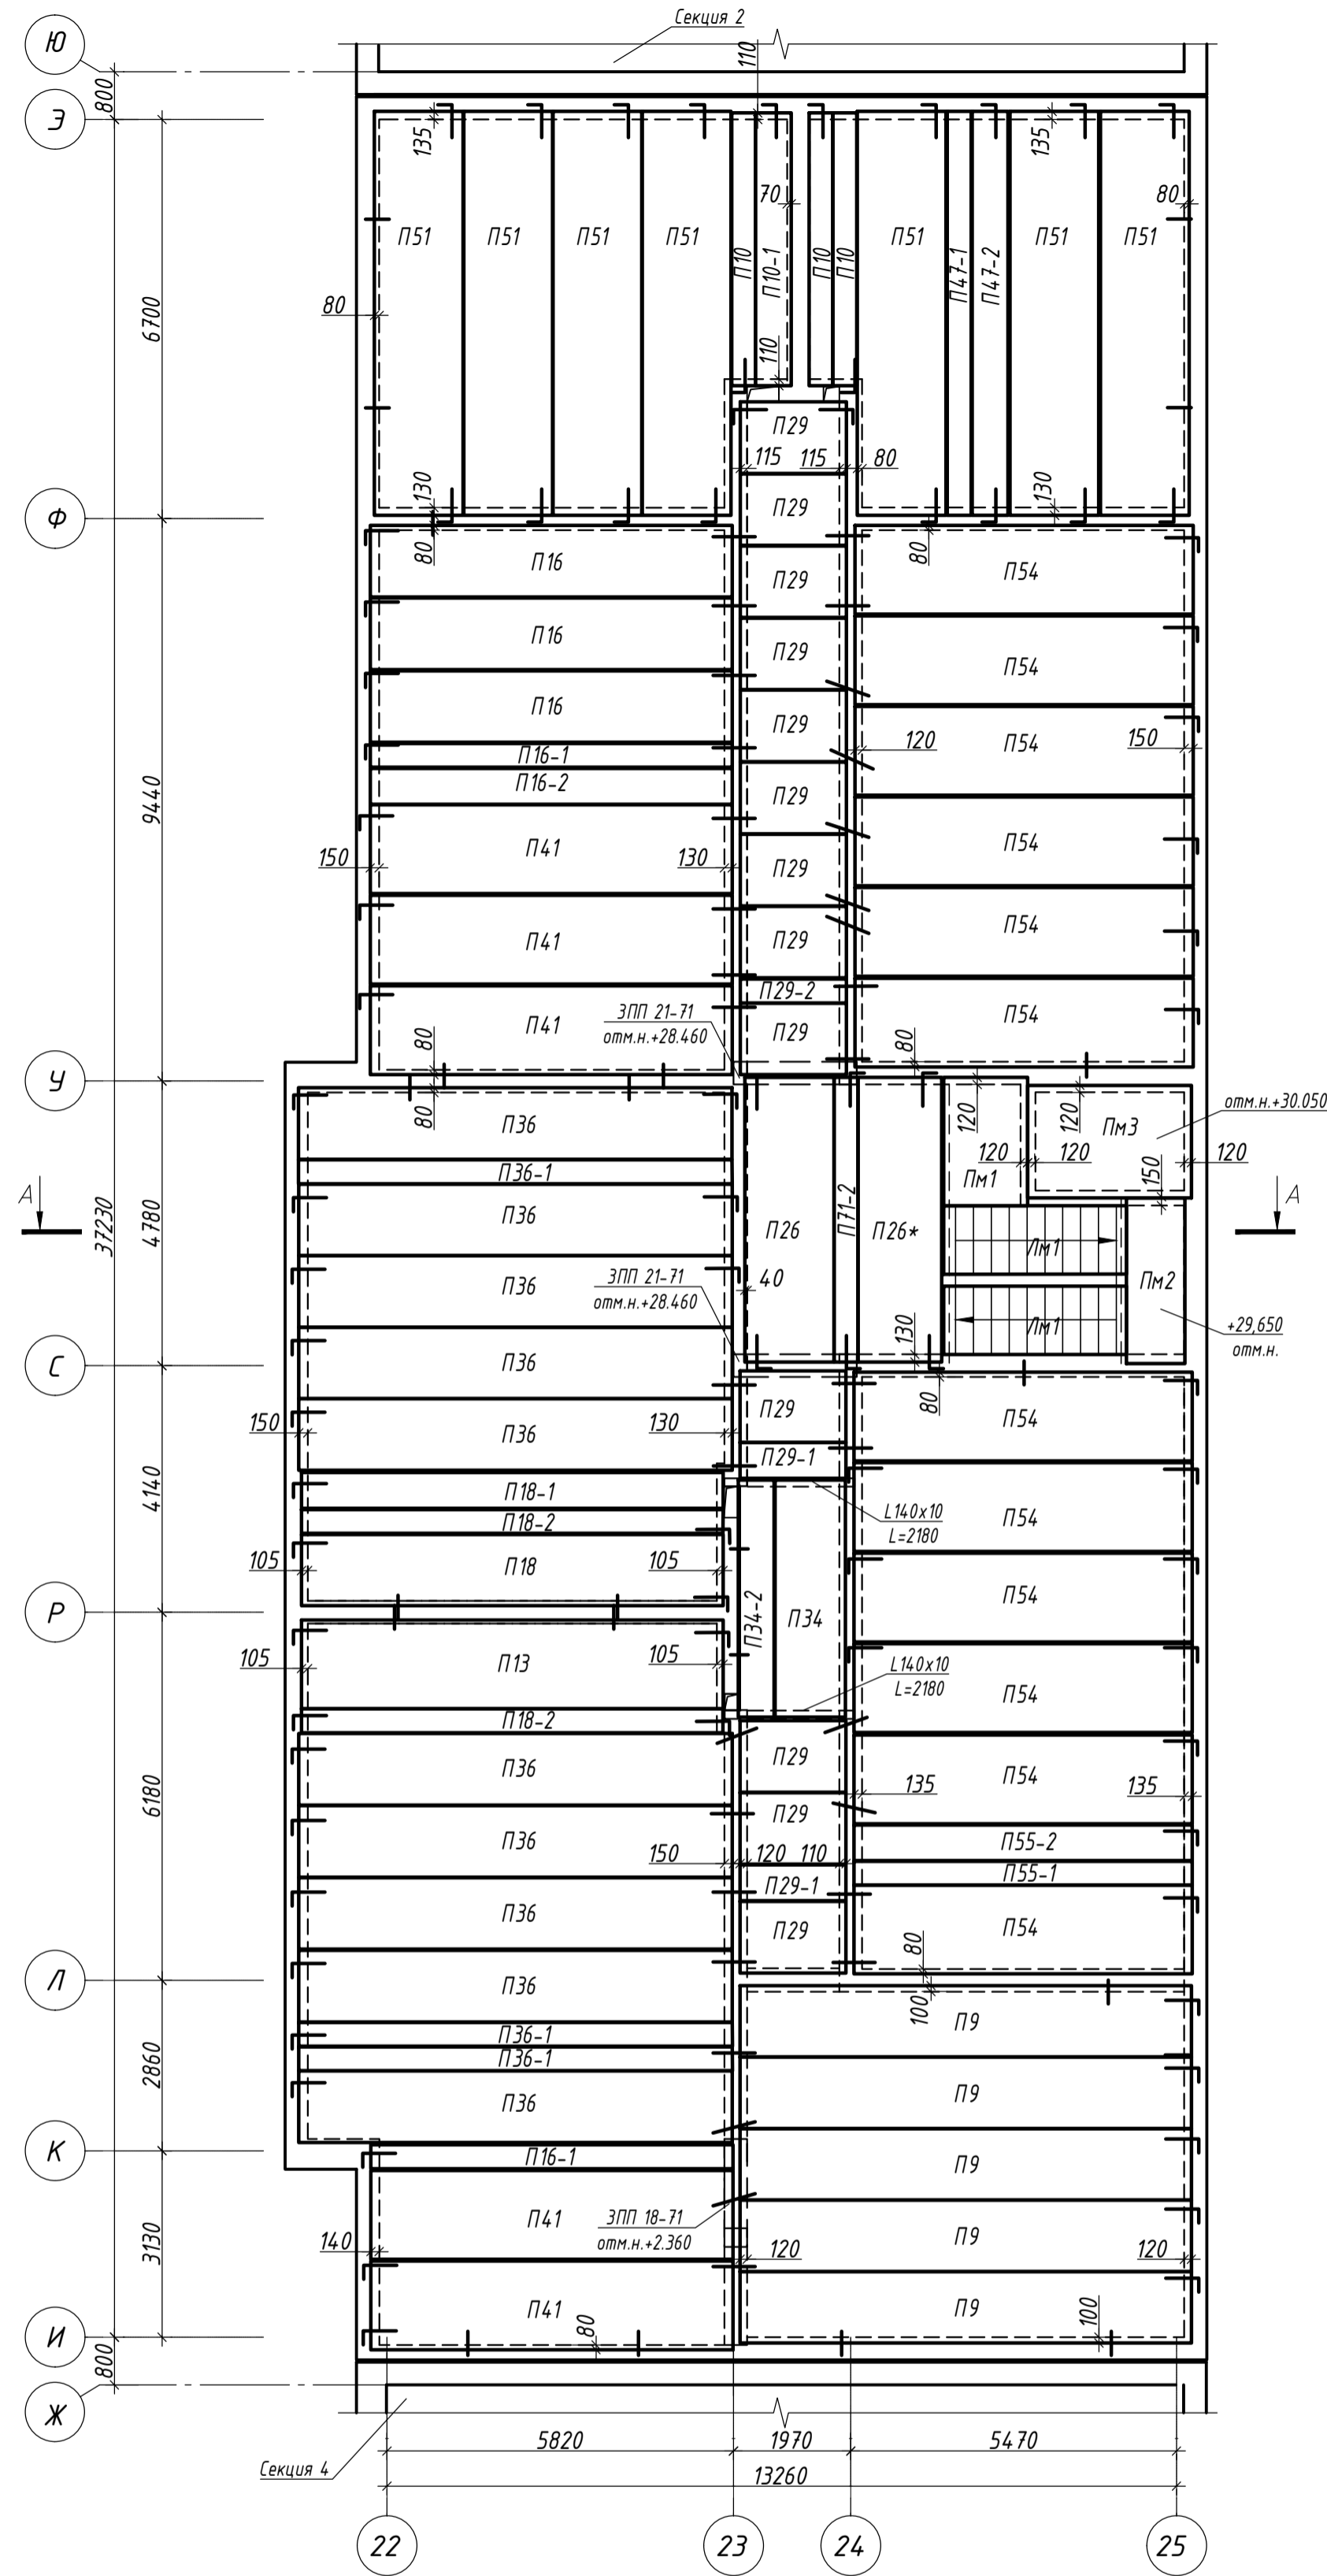 Секция 2
Ю
800
110
Э
135
135
70
80
П51
П51
П51
П51
П10
П10-1
П10
П10
П51
П47-1
П47-2
П51
П51
80
6700
110
П29
115
115
80
130
130
П29
Ф
80
80
П16
П29
П54
П16
П29
П54
П16
П29
120
П54
150
П16-1
П16-2
П29
9440
150
П41
130
П29
П54
П41
П29
П54
П29-2
ЗПП 21-71
отм.н.+28.460
П41
П29
П54
80
80
У
80
П36
120
120
Пм3
отм.н.+30.050
П36-1
120
120
120
150
Пм1
А
А
37230
4780
П36
П26
П71-2
П26*
Лм1
ЗПП 21-71
отм.н.+28.460
П36
40
Пм2
Лм1
130
+29,650
отм.н.
С
П36
80
150
П36
130
П29
П54
П29-1
4140
П18-1
L140х10
L=2180
П54
П18-2
105
П18
105
П54
Р
П34-2
П34
105
П13
105
L140х10
L=2180
П54
П18-2
П36
П29
П54
135
135
6180
П36
П29
П55-2
150
120
110
П29-1
П55-1
П36
П29
П54
80
Л
П36
100
П9
П36-1
2860
П36-1
П36
П9
К
П16-1
П9
П41
ЗПП 18-71
отм.н.+2.360
3130
140
120
П9
120
П41
80
П9
100
И
800
Ж
5820
1970
5470
Секция 4
13260
22
23
24
25